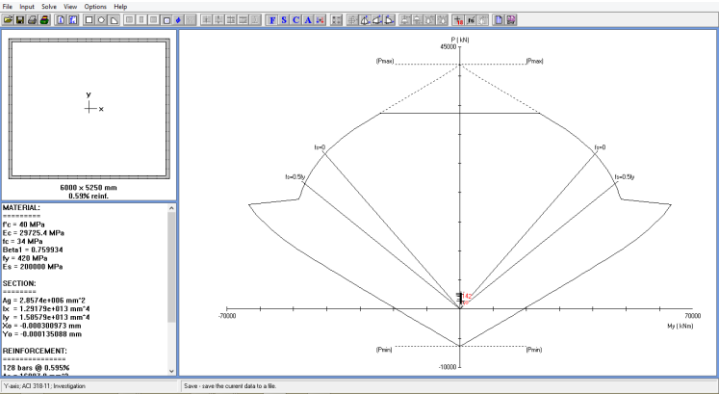 File Input Solve View Options Help
F S C A
y
x
6000 x 5250 mm
0.59% reinf.
MATERIAL:
=========
f'c = 40 MPa
Ec = 29725.4 MPa
fc = 34 MPa
Beta1 = 0.759934
fy = 420 MPa
Es = 200000 MPa
SECTION:
========
Ag = 2.8574e+006 mm^2
Ix = 1.29179e+013 mm^4
Iy = 1.58579e+013 mm^4
Xo = -0.000300973 mm
Yo = -0.000135088 mm
REINFORCEMENT:
===============
128 bars @ 0.595%
P ( kN)
45000
(Pmax)
(Pmax)
fs=0
fs=0
fs=0.5fy
fs=0.5fy
-70000
70000
My ( kNm)
(Pmin)
(Pmin)
-10000
Y-axis; ACI 318-11; Investigation
Save - save the current data to a file.